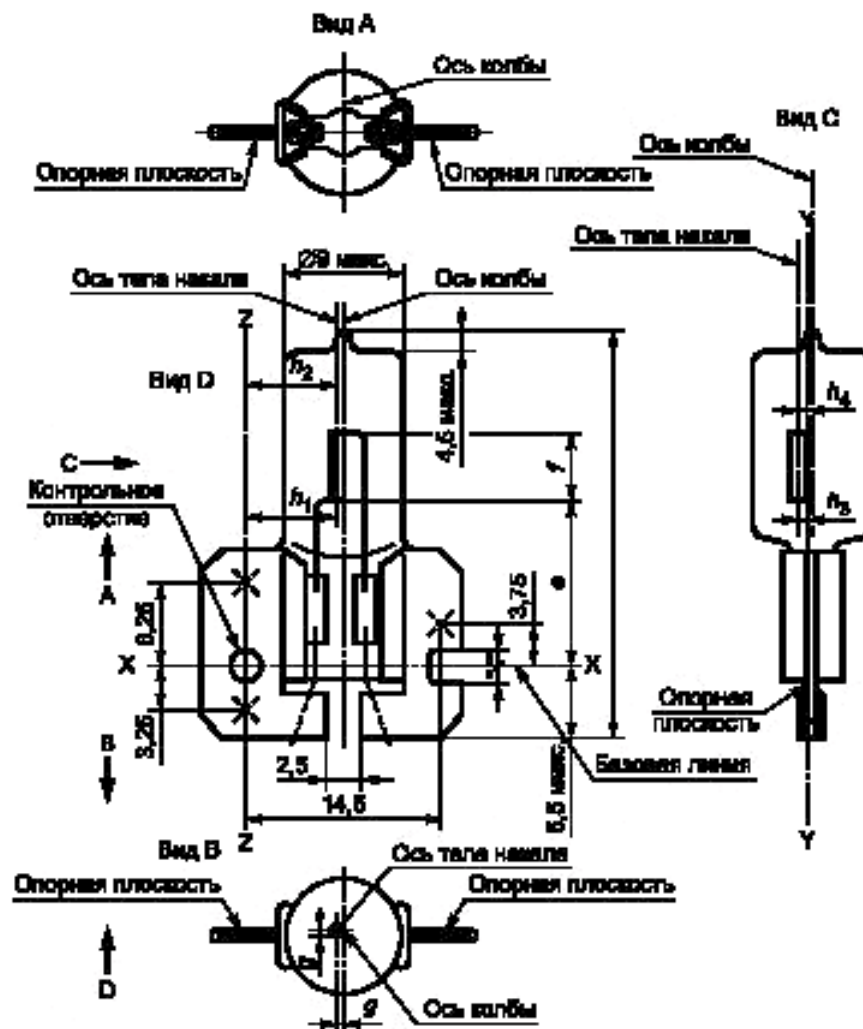 Вид А
Ось колбы
Вид С
Ось колбы
Опорная плоскость
Опорная плоскость
Y
Ось тела накала
Ø9 макс.
Ось тела накала
Ось колбы
Z
h₂
Вид D
4,5 макс.
h₄
f
C
Контрольное
отверстие
h₁
h₃
A
e
3,75
6,25
X
X
Опорная
плоскость
3,25
B
2,5
5,5 макс.
Базовая линия
14,5
Z
Y
Вид В
Ось тела накала
Опорная плоскость
Опорная плоскость
D
g
Ось колбы